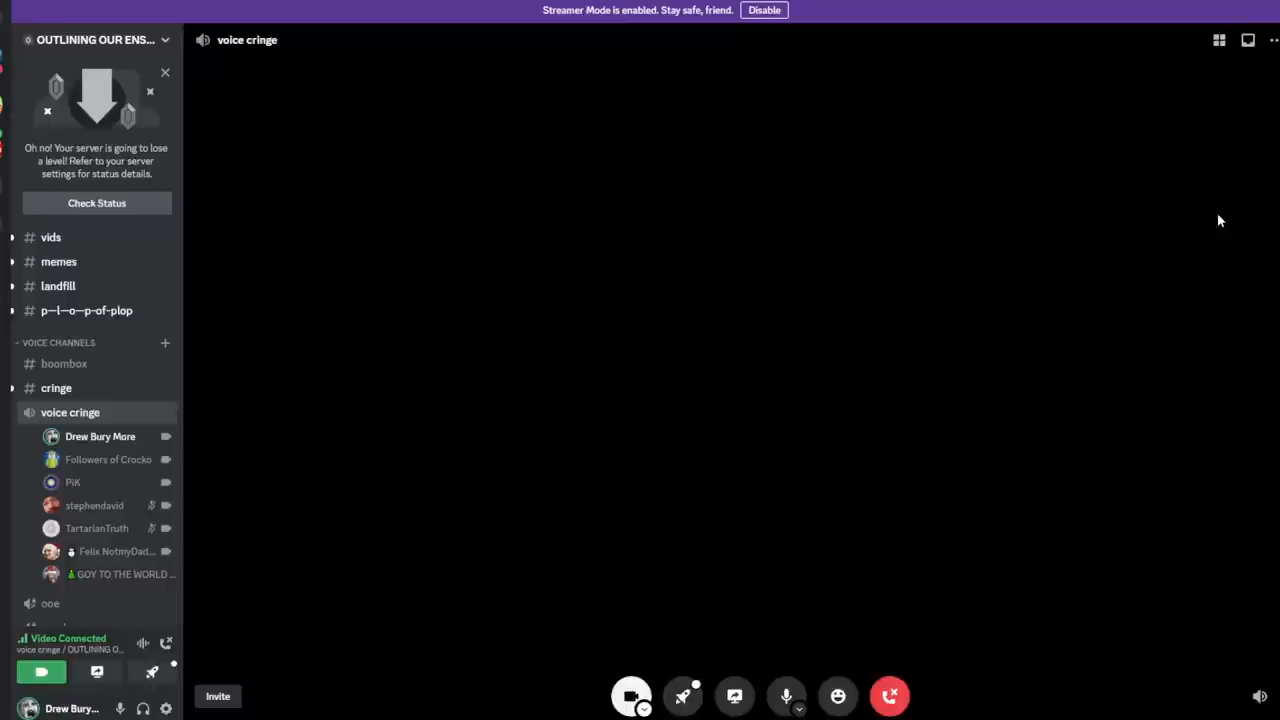 Streamer Mode is enabled. Stay safe, friend. Disable
OUTLINING OUR ENS...
voice cringe
Oh no! Your server is going to lose
a level! Refer to your server
settings for status details.
Check Status
# vids
# memes
# landfill
# p—l—o—p-of-plop
VOICE CHANNELS
# boombox
# cringe
voice cringe
Drew Bury More
Followers of Crocko
PiK
stephendavid
TartarianTruth
Felix NotmyDad...
GOY TO THE WORLD ...
ooe
Video Connected
voice cringe / OUTLINING O...
Drew Bury...
Invite